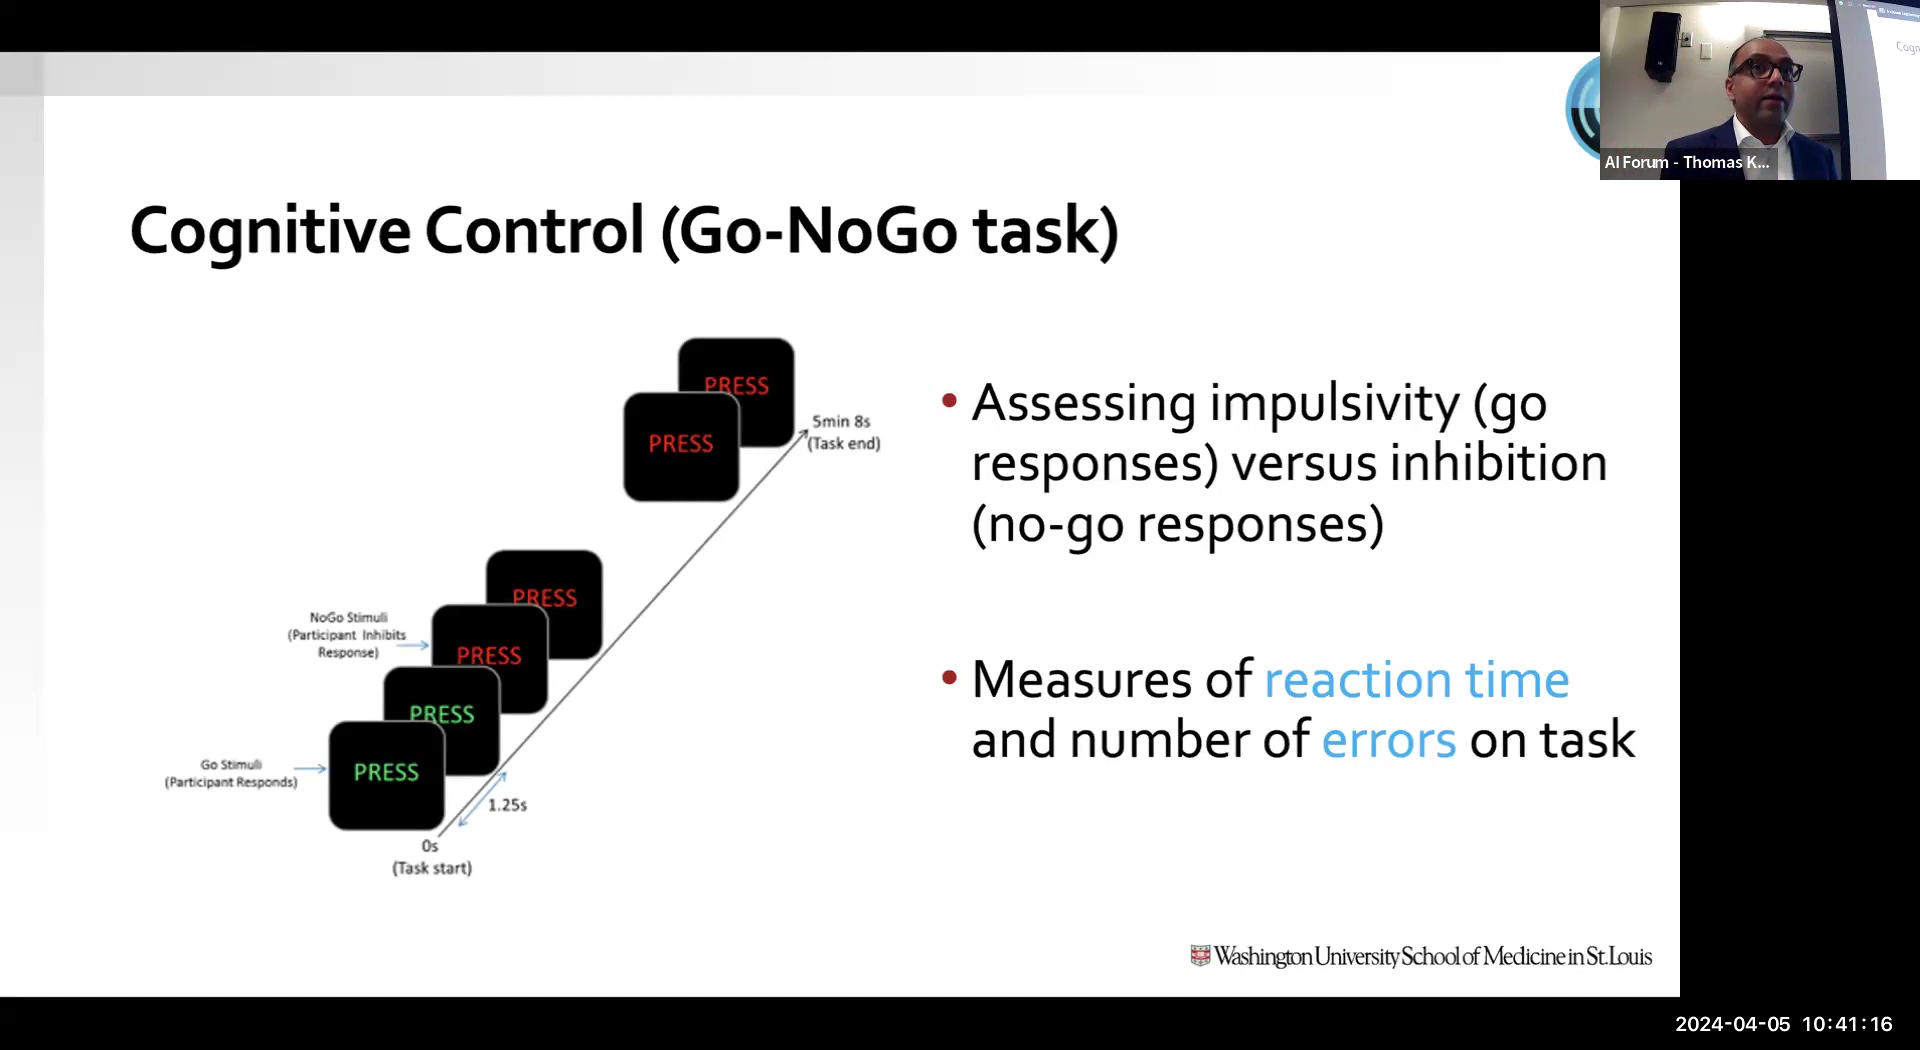 AI Forum - Thomas K...
Cogn
Cognitive Control (Go-NoGo task)
PRESS
PRESS
5min 8s
(Task end)
PRESS
NoGo Stimuli
(Participant Inhibits
Response)
PRESS
PRESS
Go Stimuli
(Participant Responds)
PRESS
1.25s
0s
(Task start)
• Assessing impulsivity (go
responses) versus inhibition
(no-go responses)
• Measures of reaction time
and number of errors on task
Washington University School of Medicine in St. Louis
2024-04-05 10:41:16